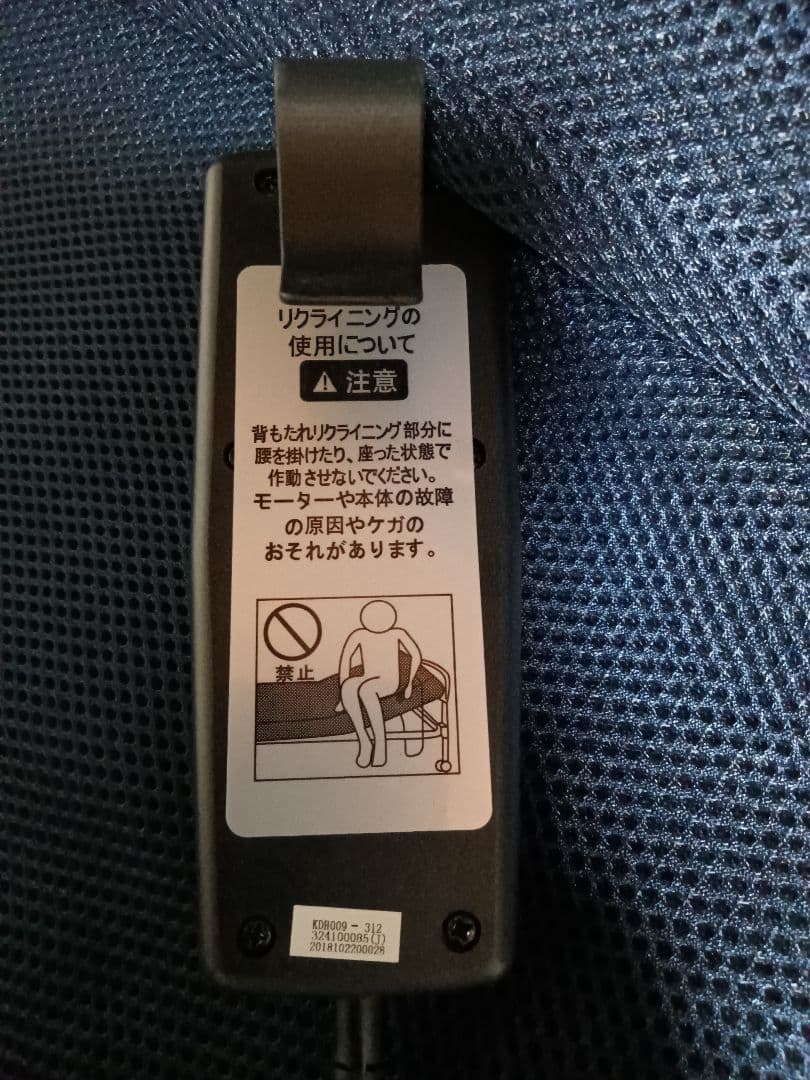 リクライニングの
使用について
注意
背もたれリクライニング部分に
腰を掛けたり、座った状態で
作動させないでください。
モーターや本体の故障
の原因やケガの
おそれがあります。
禁止
KDH009 - 312
324100085(J)
2018102200028